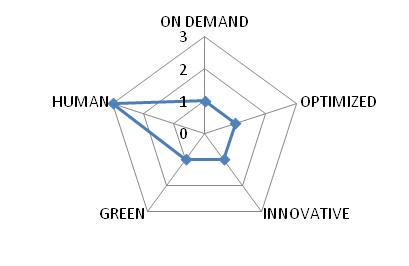 ON DEMAND
3
2
1
0
HUMAN
OPTIMIZED
GREEN
INNOVATIVE